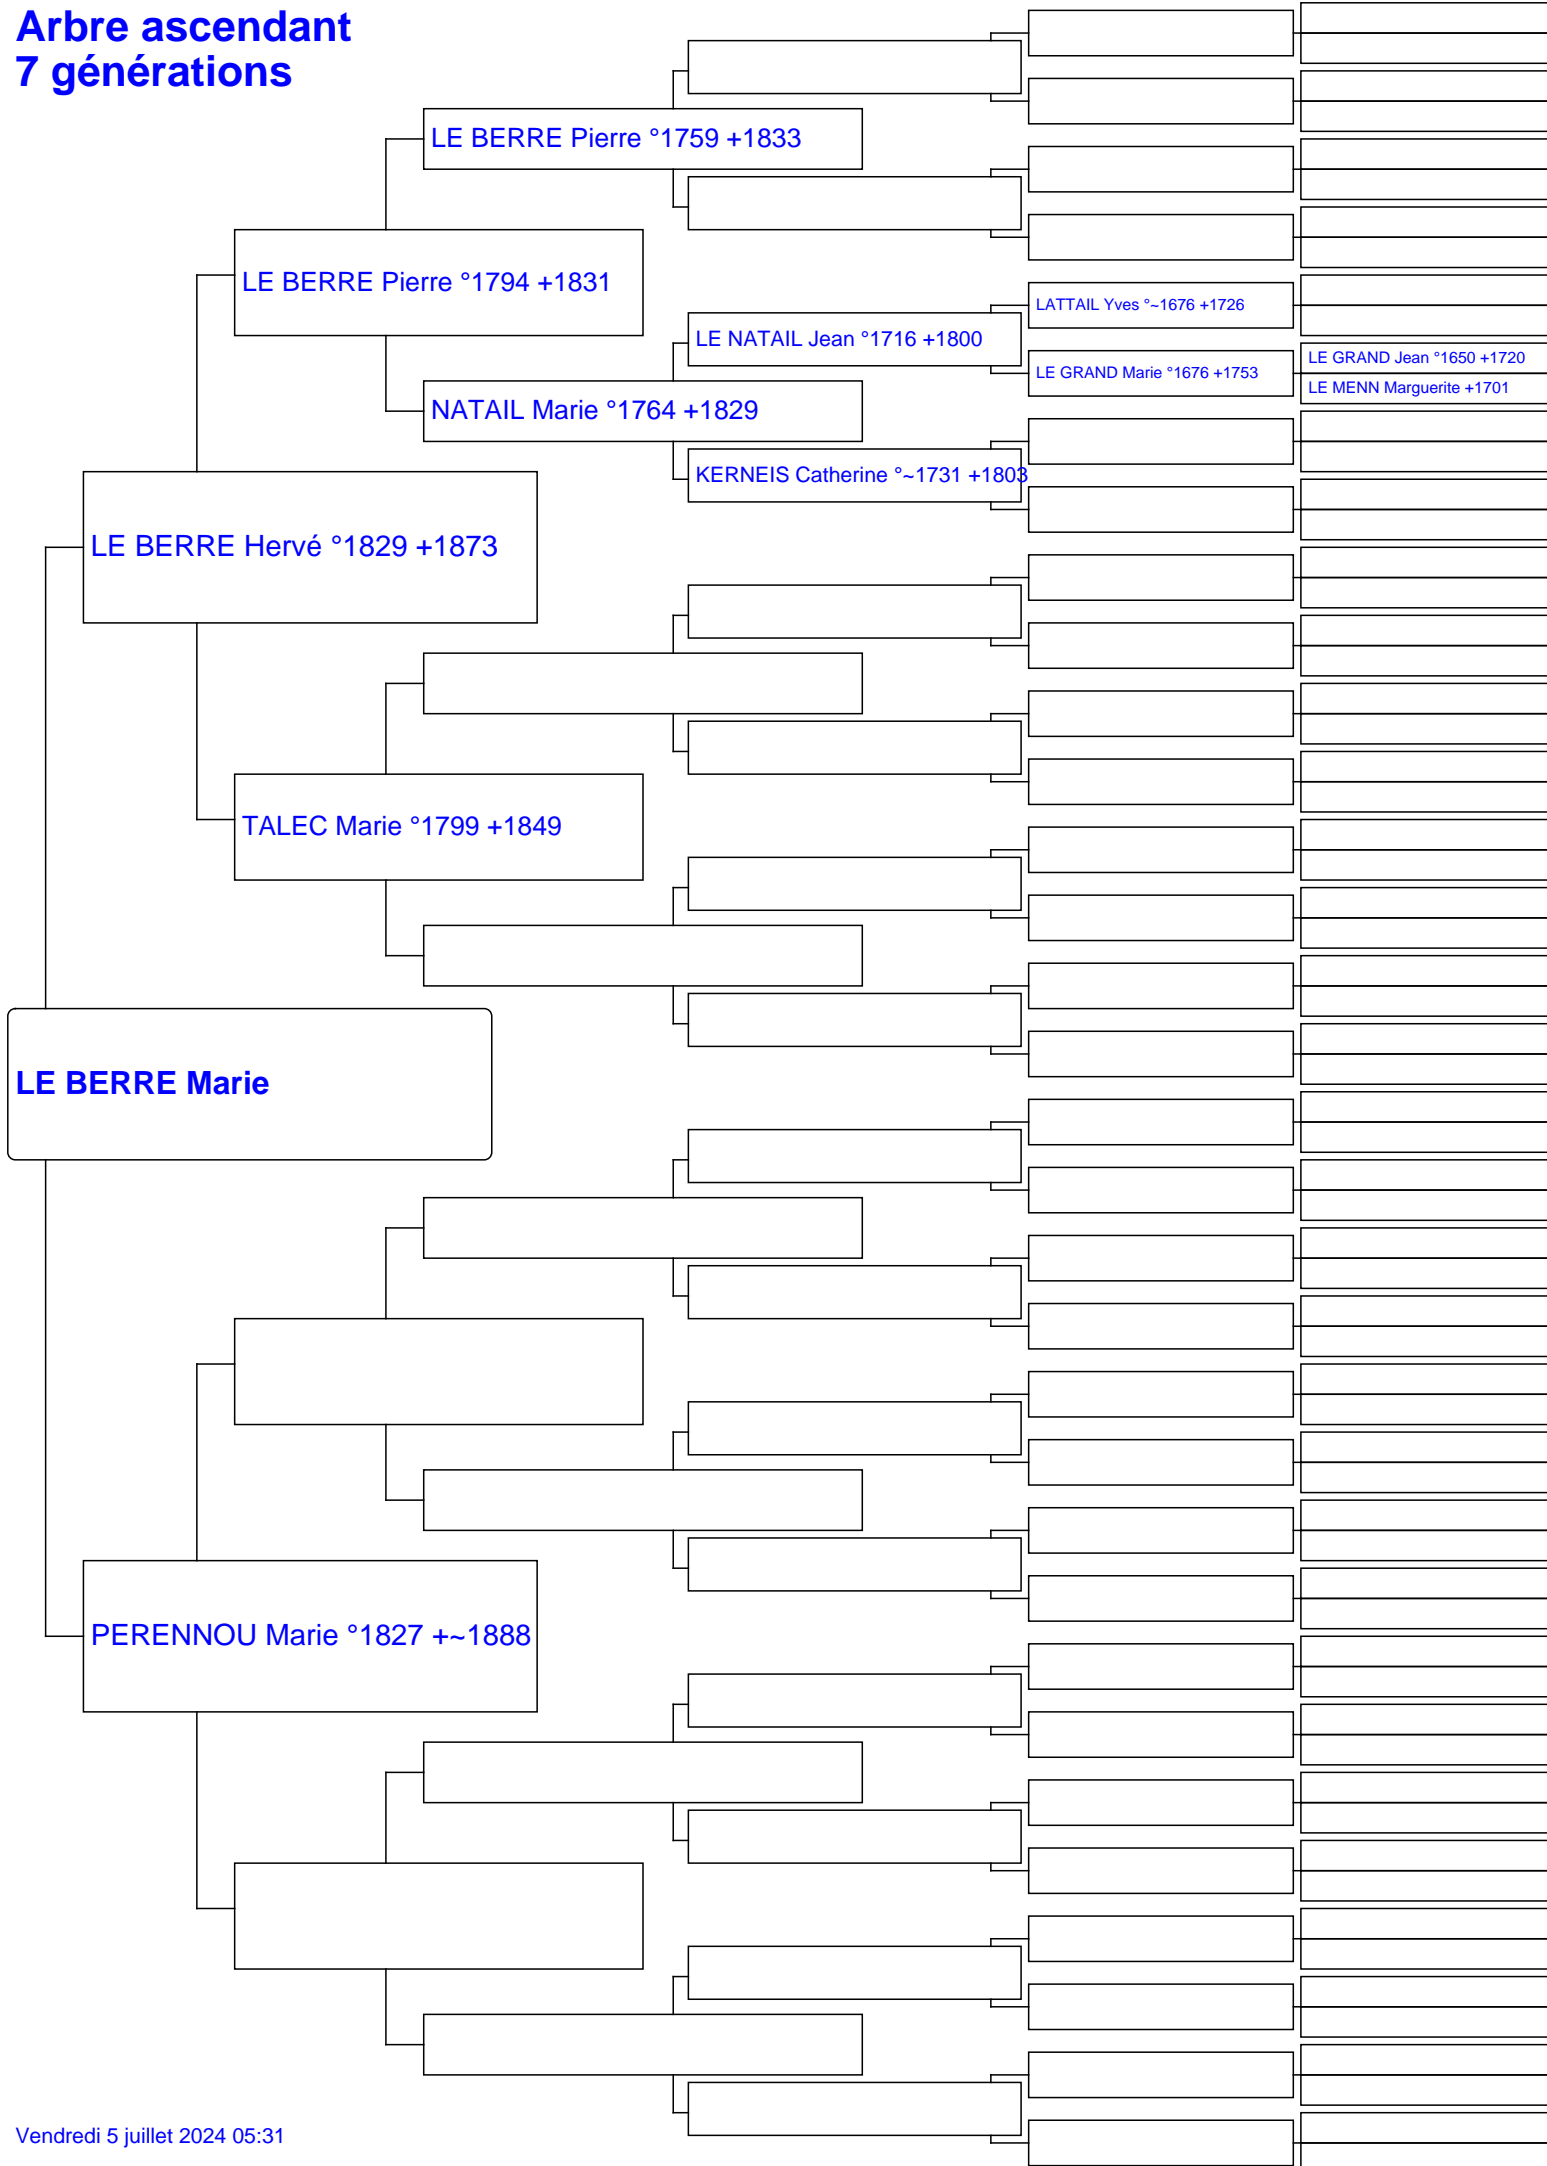 Arbre ascendant
7 générations
LE BERRE Pierre °1759 +1833
LE BERRE Pierre °1794 +1831
LATTAIL Yves °~1676 +1726
LE NATAIL Jean °1716 +1800
LE GRAND Jean °1650 +1720
LE GRAND Marie °1676 +1753
LE MENN Marguerite +1701
NATAIL Marie °1764 +1829
KERNEIS Catherine °~1731 +1803
LE BERRE Hervé °1829 +1873
TALEC Marie °1799 +1849
LE BERRE Marie
PERENNOU Marie °1827 +~1888
Vendredi 5 juillet 2024 05:31